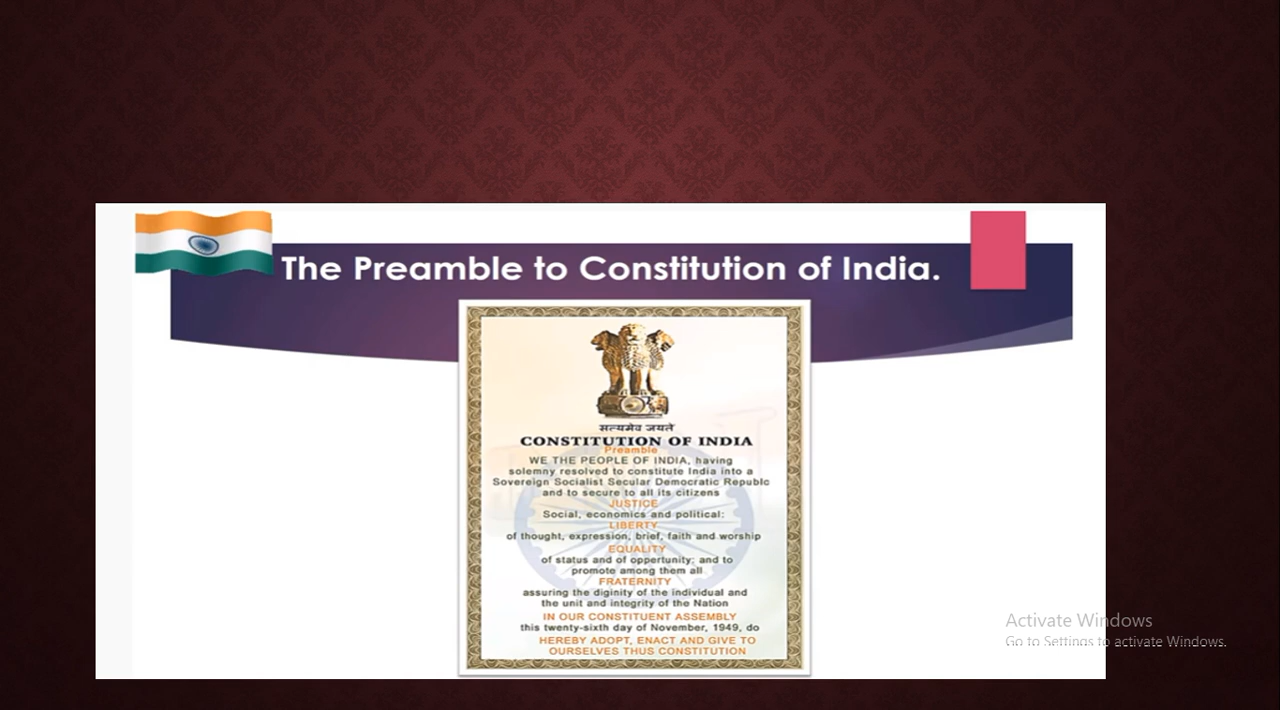 The Preamble to Constitution of India.
सत्यमेव जयते
CONSTITUTION OF INDIA
Preamble
WE THE PEOPLE OF INDIA, having
solemny resolved to constitute India into a
Sovereign Socialist Secular Democratic Republc
and to secure to all its citizens
JUSTICE
Social, economics and political:
LIBERTY
of thought, expression, brief, faith and worship
EQUALITY
of status and of oppertunity; and to
promote among them all
FRATERNITY
assuring the diginity of the individual and
the unit and integrity of the Nation
IN OUR CONSTITUENT ASSEMBLY
this twenty-sixth day of November, 1949, do
HEREBY ADOPT, ENACT AND GIVE TO
OURSELVES THUS CONSTITUTION
Activate Windows
Go to Settings to activate Windows.